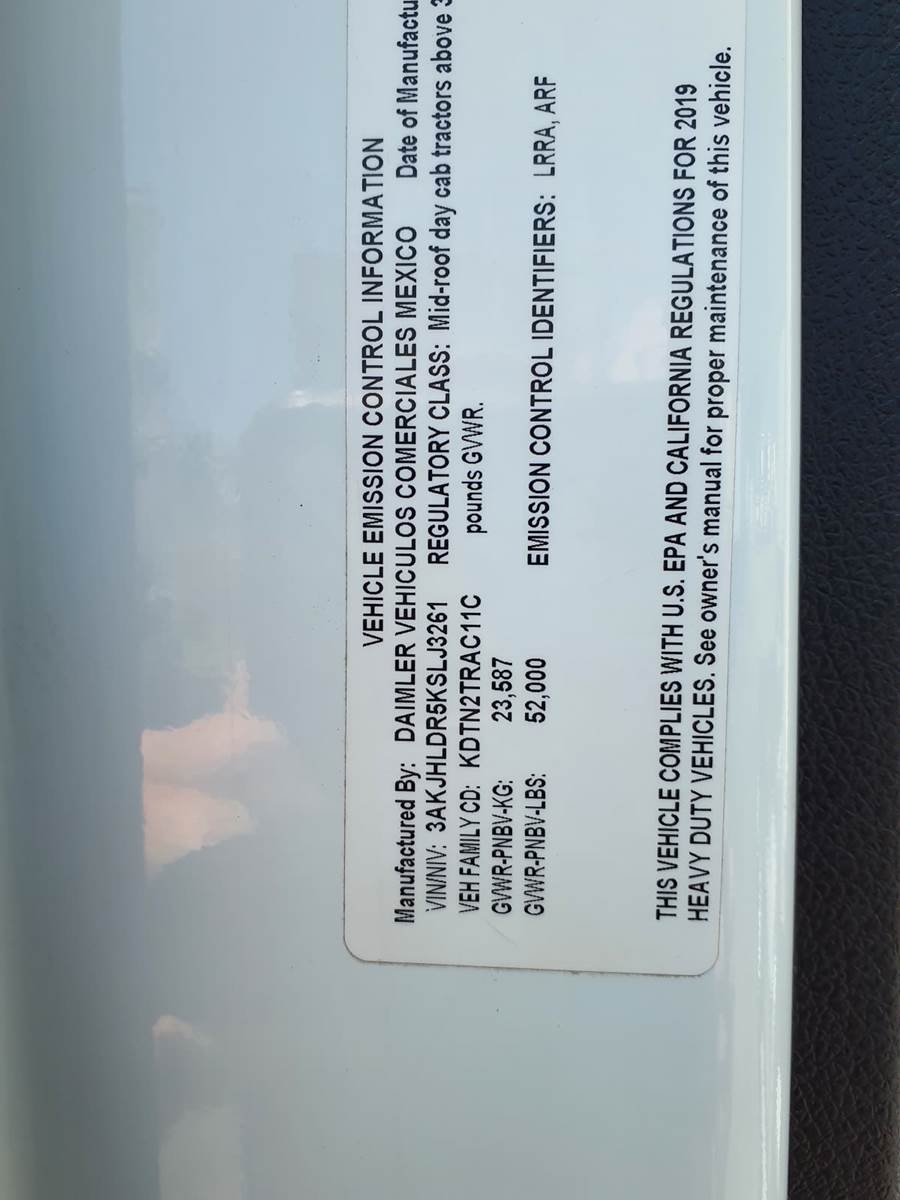 VEHICLE EMISSION CONTROL INFORMATION
Manufactured By: DAIMLER VEHICULOS COMERCIALES MEXICO Date of
VIN/NIV: 3AKJHLDR5KSLJ3261 REGULATORY CLASS: Mid-roof day cab tractors above
VEH FAMILY CD: KDTN2TRAC11C pounds GVWR.
GVWR-PNBV-KG: 23,587
GVWR-PNBV-LBS: 52,000 EMISSION CONTROL IDENTIFIERS: LRRA, ARF
THIS VEHICLE COMPLIES WITH U.S. EPA AND CALIFORNIA REGULATIONS FOR 2019
HEAVY DUTY VEHICLES. See owner's manual for proper maintenance of this vehicle.